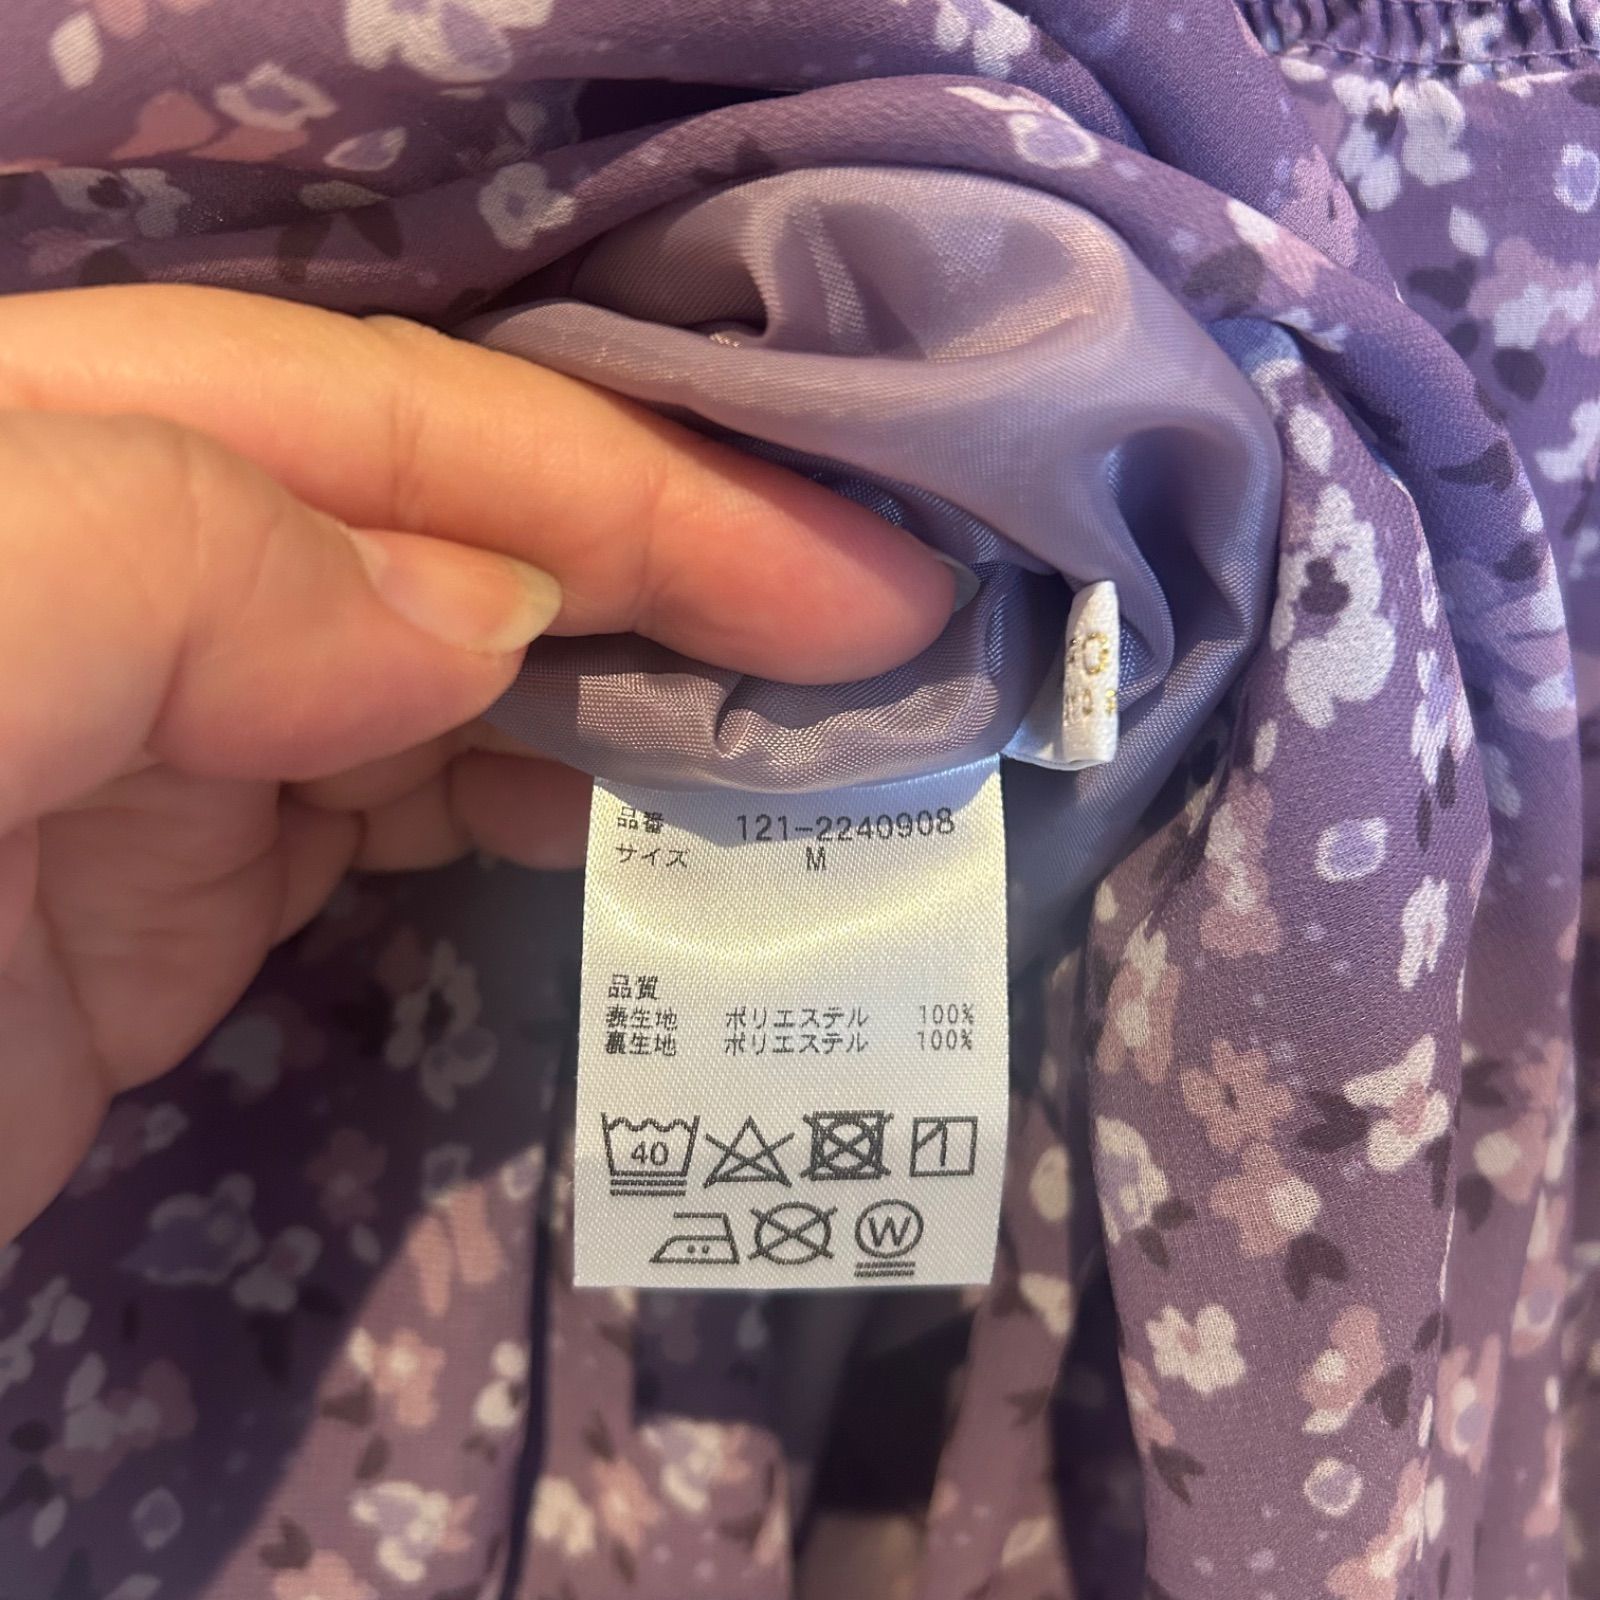 品番 121-2240908
サイズ M
品質
表生地 ポリエステル 100%
裏生地 ポリエステル 100%
40
W